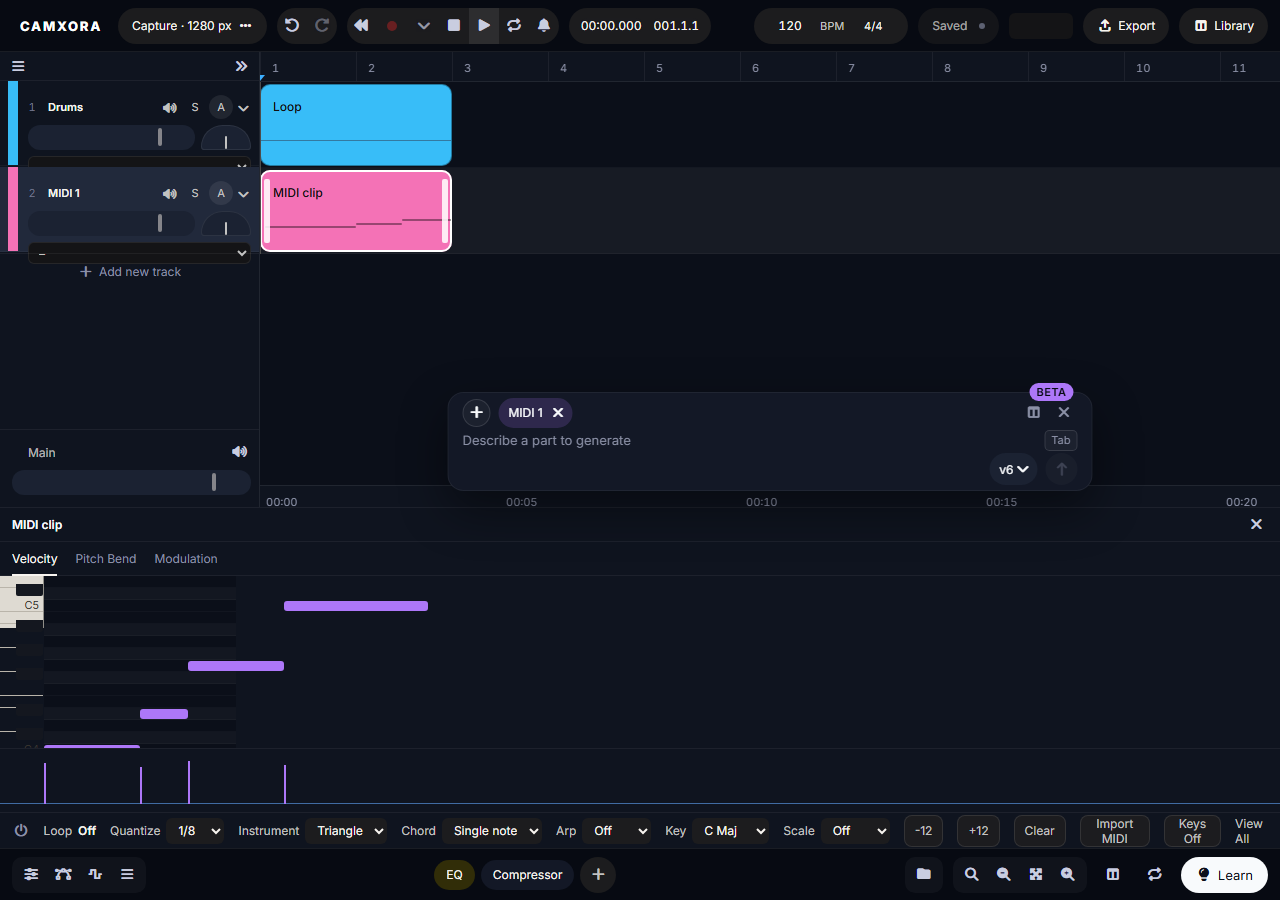 CAMXORA Capture · 1280 px ••• 00:00.000 001.1.1 120 BPM 4/4 Saved Export Library
1 2 3 4 5 6 7 8 9 10 11
1 Drums S A
Loop
2 MIDI 1 S A
MIDI clip
–
Add new track
BETA
MIDI 1
Describe a part to generate Tab
v6
Main
00:00 00:05 00:10 00:15 00:20
MIDI clip
Velocity Pitch Bend Modulation
C5
Loop Off Quantize 1/8 Instrument Triangle Chord Single note Arp Off Key C Maj Scale Off -12 +12 Clear Import MIDI Keys Off View All
EQ Compressor Learn